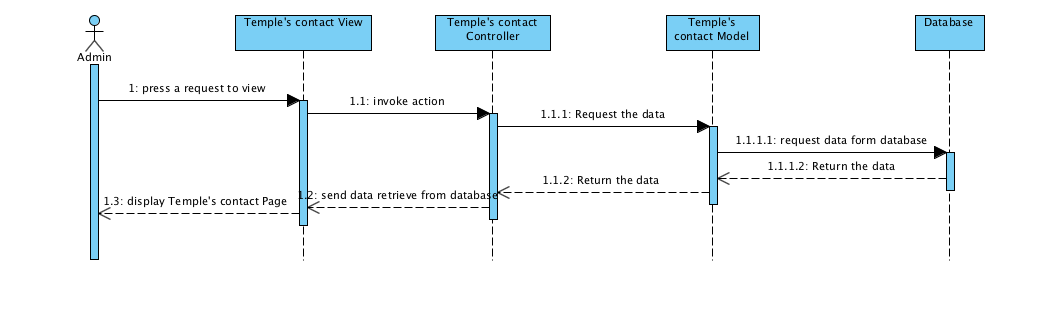 Temple's contact View
Temple's contact
Controller
Temple's
contact Model
Database
Admin
1: press a request to view
1.1: invoke action
1.1.1: Request the data
1.1.1.1: request data form database
1.1.1.2: Return the data
1.1.2: Return the data
1.2: send data retrieve from database
1.3: display Temple's contact Page